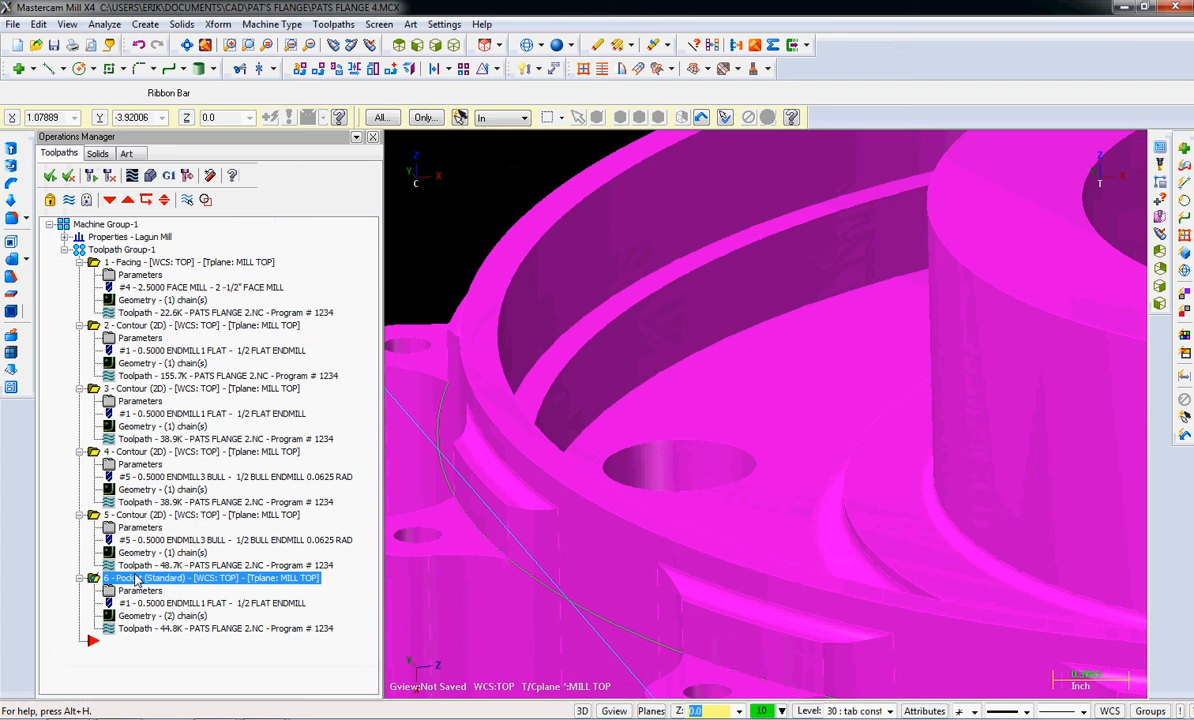 Mastercam Mill X4 C:\USERS\ERIK\DOCUMENTS\CAD\PAT'S FLANGE\PATS FLANGE 4.MCX
File Edit View Analyze Create Solids Xform Machine Type Toolpaths Screen Art Settings Help
Ribbon Bar
X 1.07889 Y -3.92006 Z 0.0 All... Only... In
Operations Manager
Toolpaths Solids Art
G1
Machine Group-1
Properties - Lagun Mill
Toolpath Group-1
1 - Facing - [WCS: TOP] - [Tplane: MILL TOP]
Parameters
#4 - 2.5000 FACE MILL - 2 -1/2" FACE MILL
Geometry - (1) chain(s)
Toolpath - 22.6K - PATS FLANGE 2.NC - Program # 1234
2 - Contour (2D) - [WCS: TOP] - [Tplane: MILL TOP]
Parameters
#1 - 0.5000 ENDMILL1 FLAT - 1/2 FLAT ENDMILL
Geometry - (1) chain(s)
Toolpath - 155.7K - PATS FLANGE 2.NC - Program # 1234
3 - Contour (2D) - [WCS: TOP] - [Tplane: MILL TOP]
Parameters
#1 - 0.5000 ENDMILL1 FLAT - 1/2 FLAT ENDMILL
Geometry - (1) chain(s)
Toolpath - 38.9K - PATS FLANGE 2.NC - Program # 1234
4 - Contour (2D) - [WCS: TOP] - [Tplane: MILL TOP]
Parameters
#5 - 0.5000 ENDMILL3 BULL - 1/2 BULL ENDMILL 0.0625 RAD
Geometry - (1) chain(s)
Toolpath - 38.9K - PATS FLANGE 2.NC - Program # 1234
5 - Contour (2D) - [WCS: TOP] - [Tplane: MILL TOP]
Parameters
#5 - 0.5000 ENDMILL3 BULL - 1/2 BULL ENDMILL 0.0625 RAD
Geometry - (1) chain(s)
Toolpath - 48.7K - PATS FLANGE 2.NC - Program # 1234
6 - Pocket (Standard) - [WCS: TOP] - [Tplane: MILL TOP]
Parameters
#1 - 0.5000 ENDMILL1 FLAT - 1/2 FLAT ENDMILL
Geometry - (2) chain(s)
Toolpath - 44.8K - PATS FLANGE 2.NC - Program # 1234
Z
Y X
C
Z
X
T
Y Z
Gview:Not Saved WCS:TOP T/Cplane :MILL TOP
Inch
For help, press Alt+H. 3D Gview Planes Z: 0.0 10 Level: 30 : tab const Attributes WCS Groups